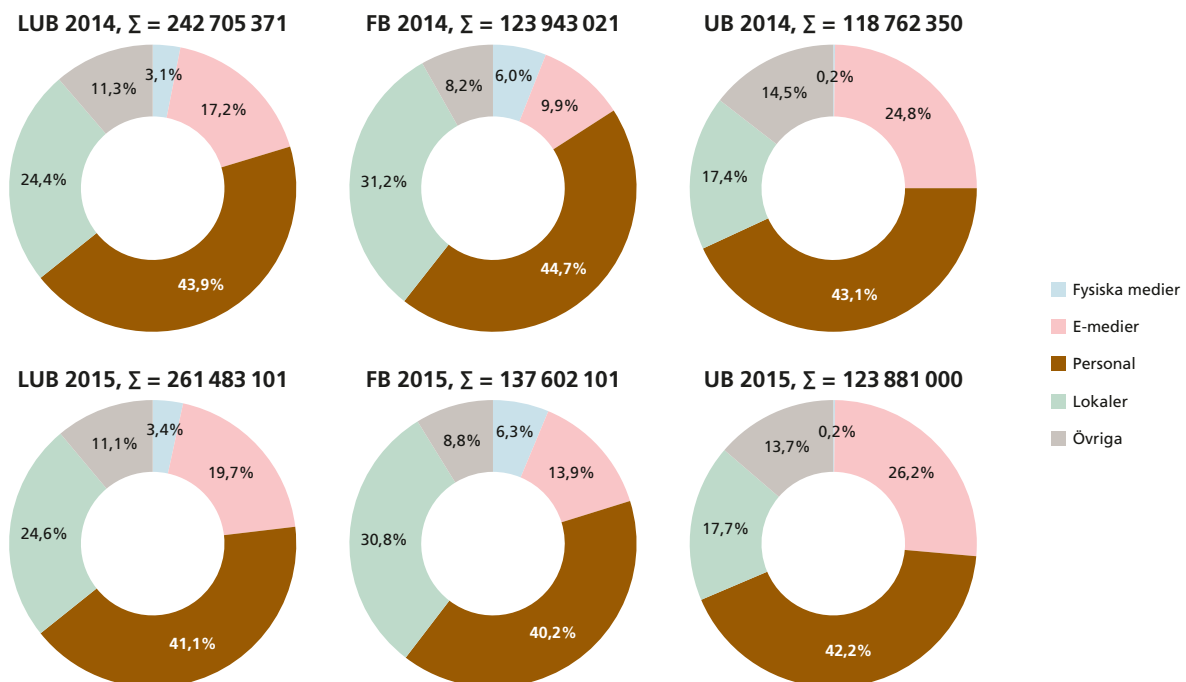 LUB 2014, Σ = 242 705 371
3,1%
17,2%
43,9%
24,4%
11,3%
FB 2014, Σ = 123 943 021
6,0%
9,9%
44,7%
31,2%
8,2%
UB 2014, Σ = 118 762 350
0,2%
24,8%
43,1%
17,4%
14,5%
Fysiska medier
E-medier
Personal
Lokaler
Övriga
LUB 2015, Σ = 261 483 101
3,4%
19,7%
41,1%
24,6%
11,1%
FB 2015, Σ = 137 602 101
6,3%
13,9%
40,2%
30,8%
8,8%
UB 2015, Σ = 123 881 000
0,2%
26,2%
42,2%
17,7%
13,7%